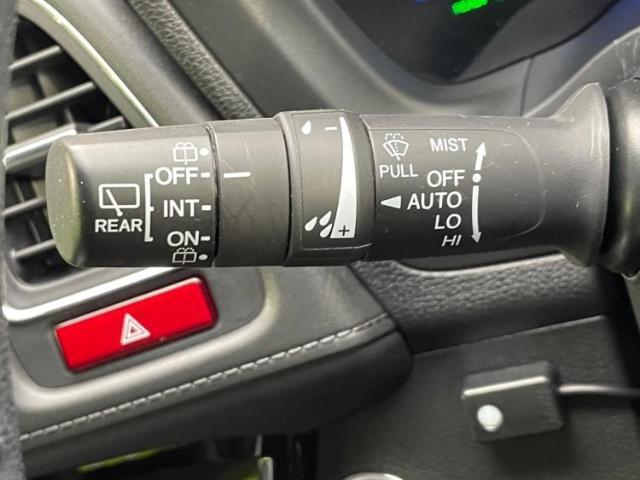 OFF
INT
ON
REAR
-
+
PULL
MIST
OFF
AUTO
LO
HI